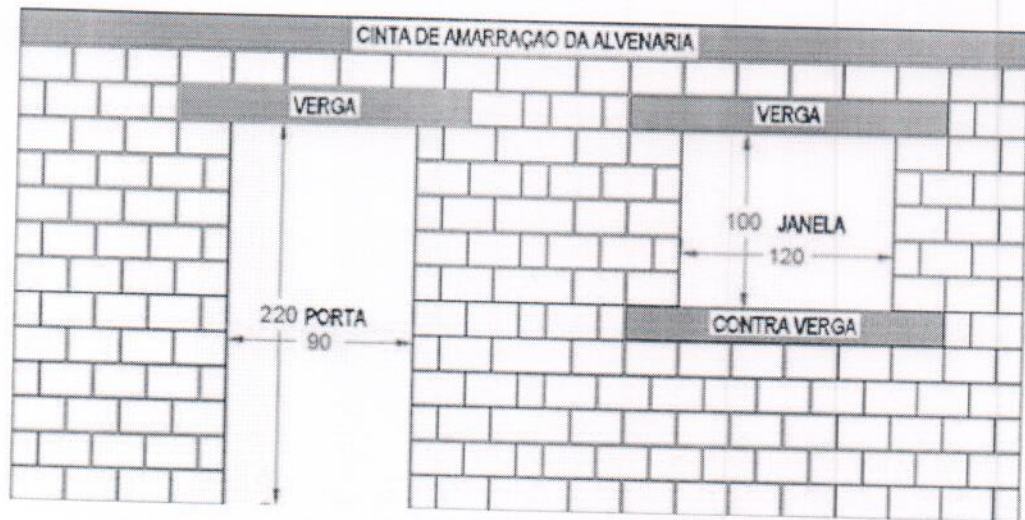 CINTA DE AMARRAÇAO DA ALVENARIA
VERGA
VERGA
100 JANELA
120
220 PORTA
90
CONTRA VERGA